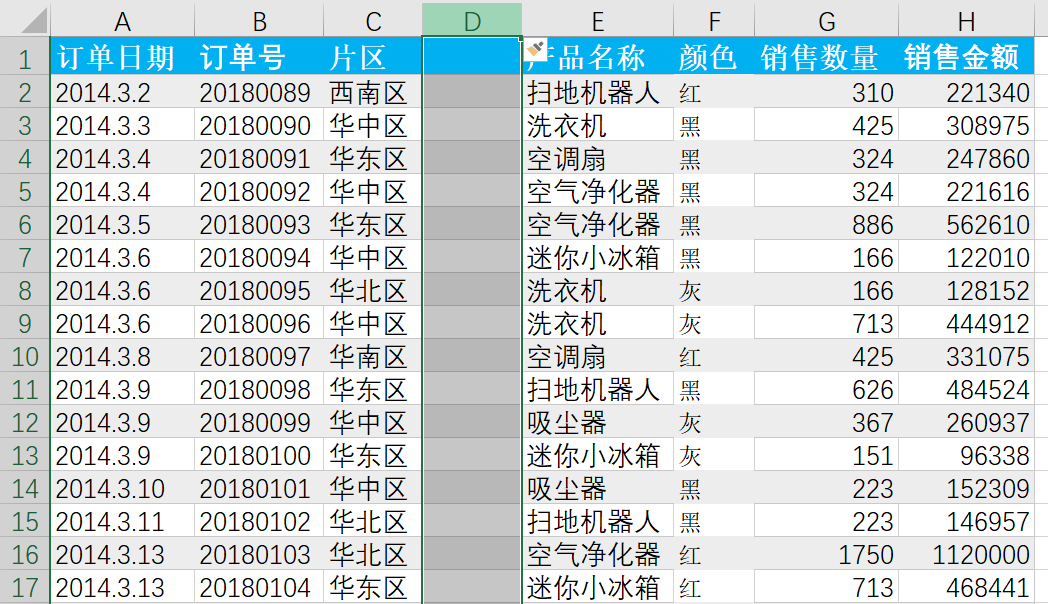 A B C D E F G H
1 订单日期 订单号 片区 品名称 颜色 销售数量 销售金额
2 2014.3.2 20180089 西南区 扫地机器人 红 310 221340
3 2014.3.3 20180090 华中区 洗衣机 黑 425 308975
4 2014.3.4 20180091 华东区 空调扇 黑 324 247860
5 2014.3.4 20180092 华中区 空气净化器 黑 324 221616
6 2014.3.5 20180093 华东区 空气净化器 黑 886 562610
7 2014.3.6 20180094 华中区 迷你小冰箱 黑 166 122010
8 2014.3.6 20180095 华北区 洗衣机 灰 166 128152
9 2014.3.6 20180096 华中区 洗衣机 灰 713 444912
10 2014.3.8 20180097 华南区 空调扇 红 425 331075
11 2014.3.9 20180098 华东区 扫地机器人 黑 626 484524
12 2014.3.9 20180099 华中区 吸尘器 灰 367 260937
13 2014.3.9 20180100 华东区 迷你小冰箱 灰 151 96338
14 2014.3.10 20180101 华中区 吸尘器 黑 223 152309
15 2014.3.11 20180102 华北区 扫地机器人 黑 223 146957
16 2014.3.13 20180103 华北区 空气净化器 红 1750 1120000
17 2014.3.13 20180104 华东区 迷你小冰箱 红 713 468441